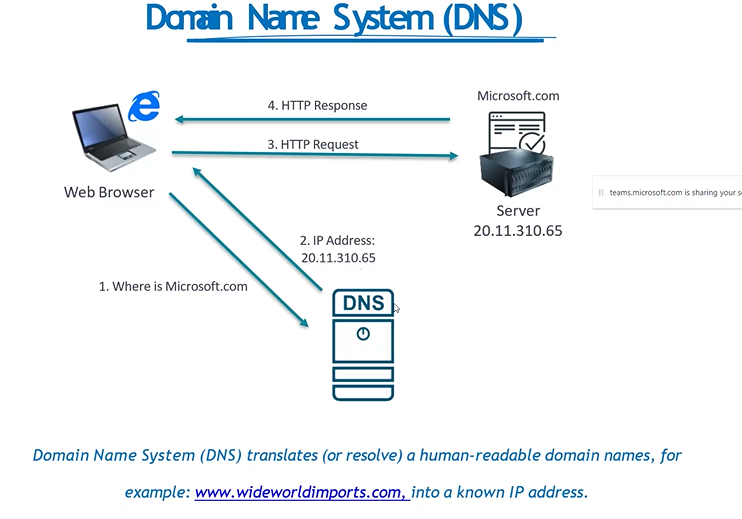 Domain Name System (DNS)
4. HTTP Response
Microsoft.com
3. HTTP Request
Web Browser
teams.microsoft.com is sharing your
Server
20.11.310.65
2. IP Address:
20.11.310.65
1. Where is Microsoft.com
DNS
Domain Name System (DNS) translates (or resolve) a human-readable domain names, for
example: www.wideworldimports.com, into a known IP address.